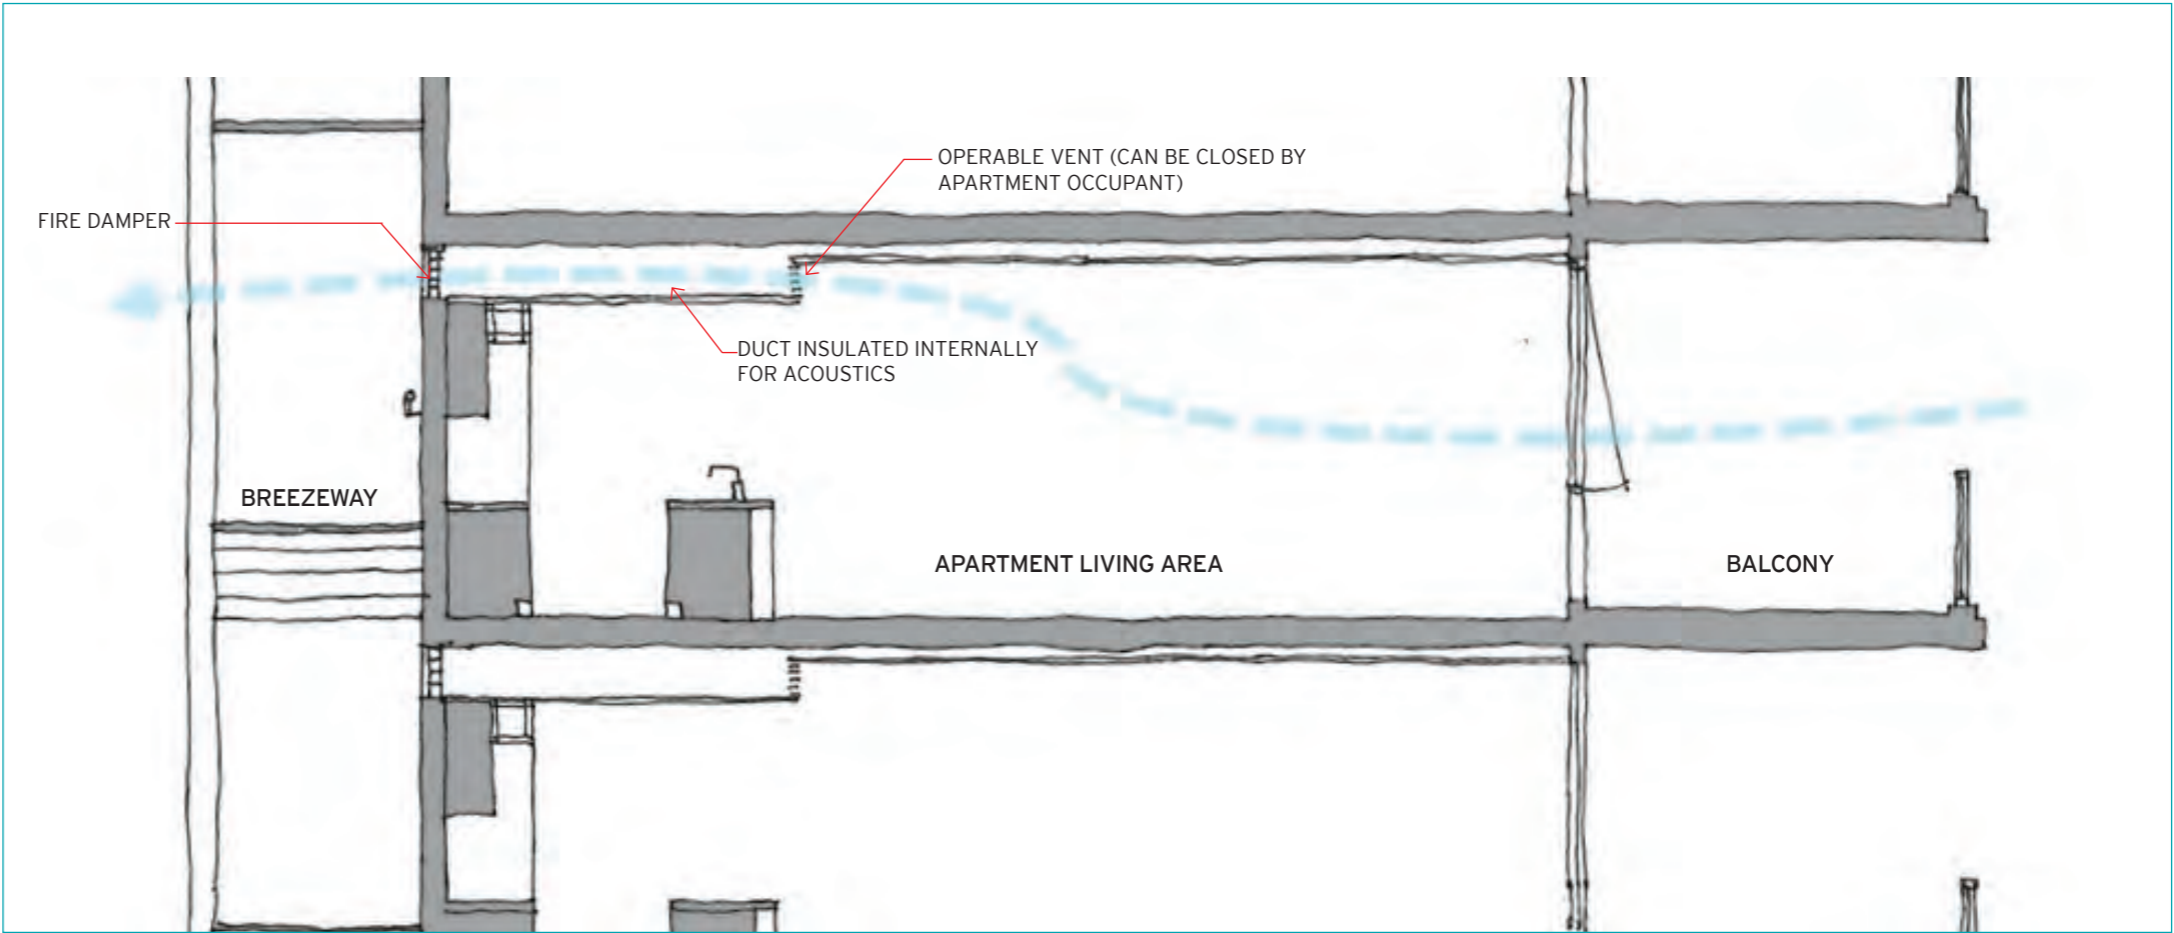 OPERABLE VENT (CAN BE CLOSED BY
APARTMENT OCCUPANT)
FIRE DAMPER
DUCT INSULATED INTERNALLY
FOR ACOUSTICS
BREEZEWAY
APARTMENT LIVING AREA
BALCONY